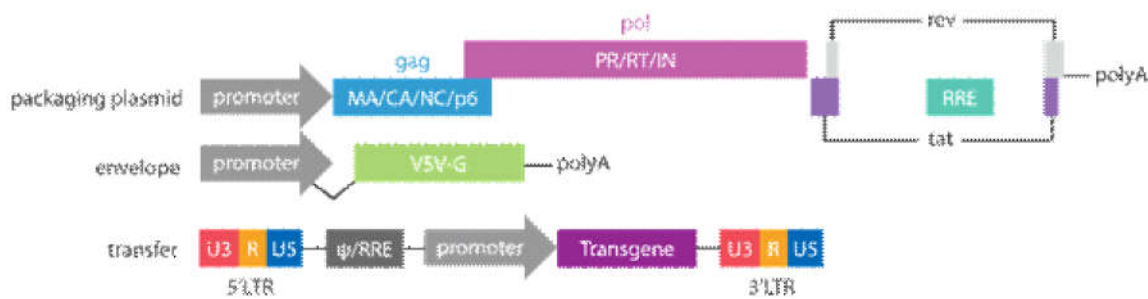 pol
rev
gag
PR/RT/IN
polyA
packaging plasmid
promoter
MA/CA/NC/p6
RRE
tat
envelope
promoter
VSV-G
polyA
transfer
U3 R U5
ψ/RRE
promoter
Transgene
U3 R U5
5'LTR
3'LTR